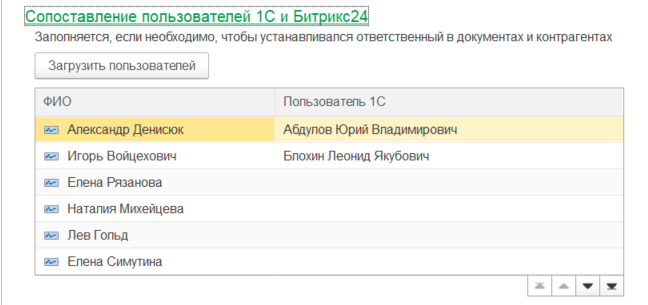 Сопоставление пользователей 1С и Битрикс24
Заполняется, если необходимо, чтобы устанавливался ответственный в документах и контрагентах
Загрузить пользователей
ФИО Пользователь 1С
Александр Денисюк Абдулов Юрий Владимирович
Игорь Войцехович Блохин Леонид Якубович
Елена Рязанова
Наталия Михейцева
Лев Гольд
Елена Симутина